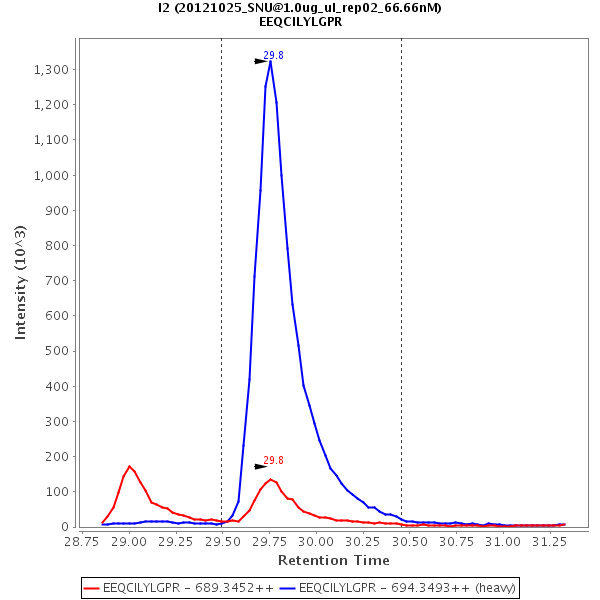 I2 (20121025_SNU@1.0ug_ul_rep02_66.66nM)
EEQCILYLGPR
29.8
29.8
Intensity (10^3)
1,300
1,200
1,100
1,000
900
800
700
600
500
400
300
200
100
0
28.75 29.00 29.25 29.50 29.75 30.00 30.25 30.50 30.75 31.00 31.25
Retention Time
EEQCILYLGPR - 689.3452++ EEQCILYLGPR - 694.3493++ (heavy)